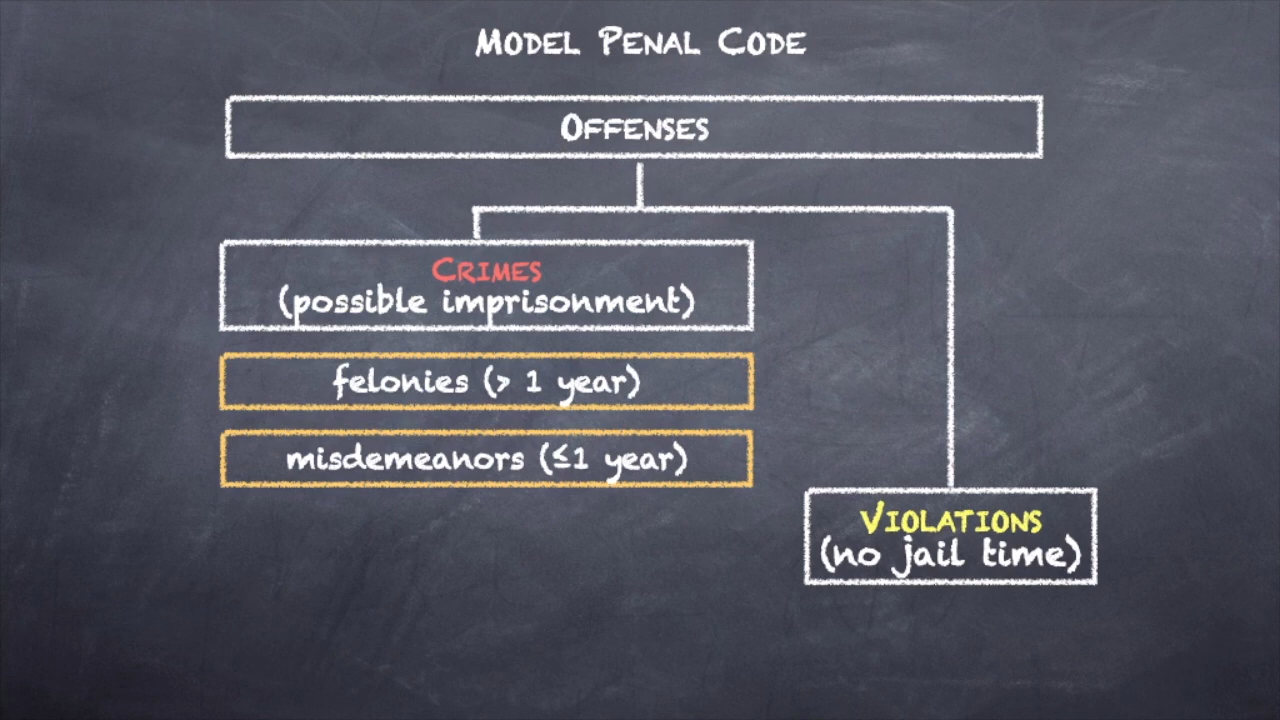 Model Penal Code
Offenses
Crimes
(possible imprisonment)
felonies (> 1 year)
misdemeanors (≤1 year)
Violations
(no jail time)